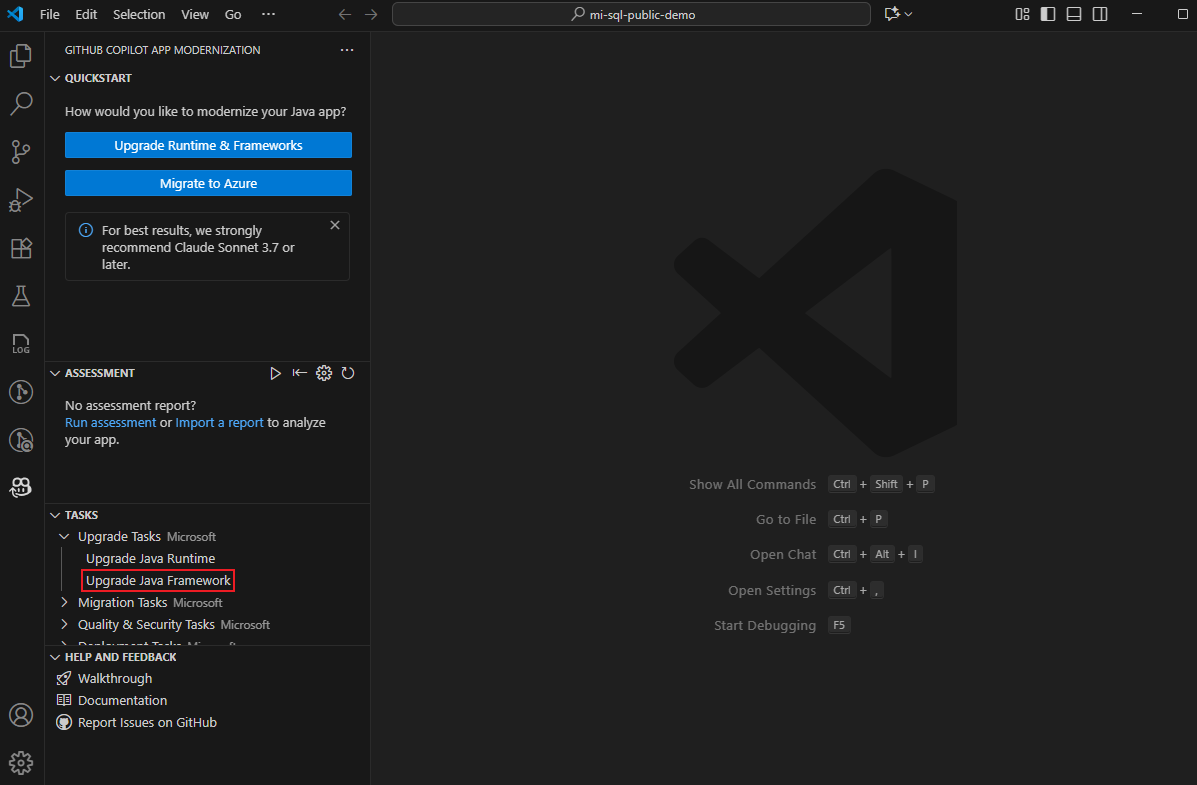 File Edit Selection View Go ···
mi-sql-public-demo
GITHUB COPILOT APP MODERNIZATION
QUICKSTART
How would you like to modernize your Java app?
Upgrade Runtime & Frameworks
Migrate to Azure
For best results, we strongly
recommend Claude Sonnet 3.7 or
later.
LOG
ASSESSMENT
No assessment report?
Run assessment or Import a report to analyze
your app.
Show All Commands Ctrl + Shift + P
Go to File Ctrl + P
Open Chat Ctrl + Alt + I
Open Settings Ctrl + ,
Start Debugging F5
TASKS
Upgrade Tasks Microsoft
Upgrade Java Runtime
Upgrade Java Framework
Migration Tasks Microsoft
Quality & Security Tasks Microsoft
Deployment Tasks Microsoft
HELP AND FEEDBACK
Walkthrough
Documentation
Report Issues on GitHub